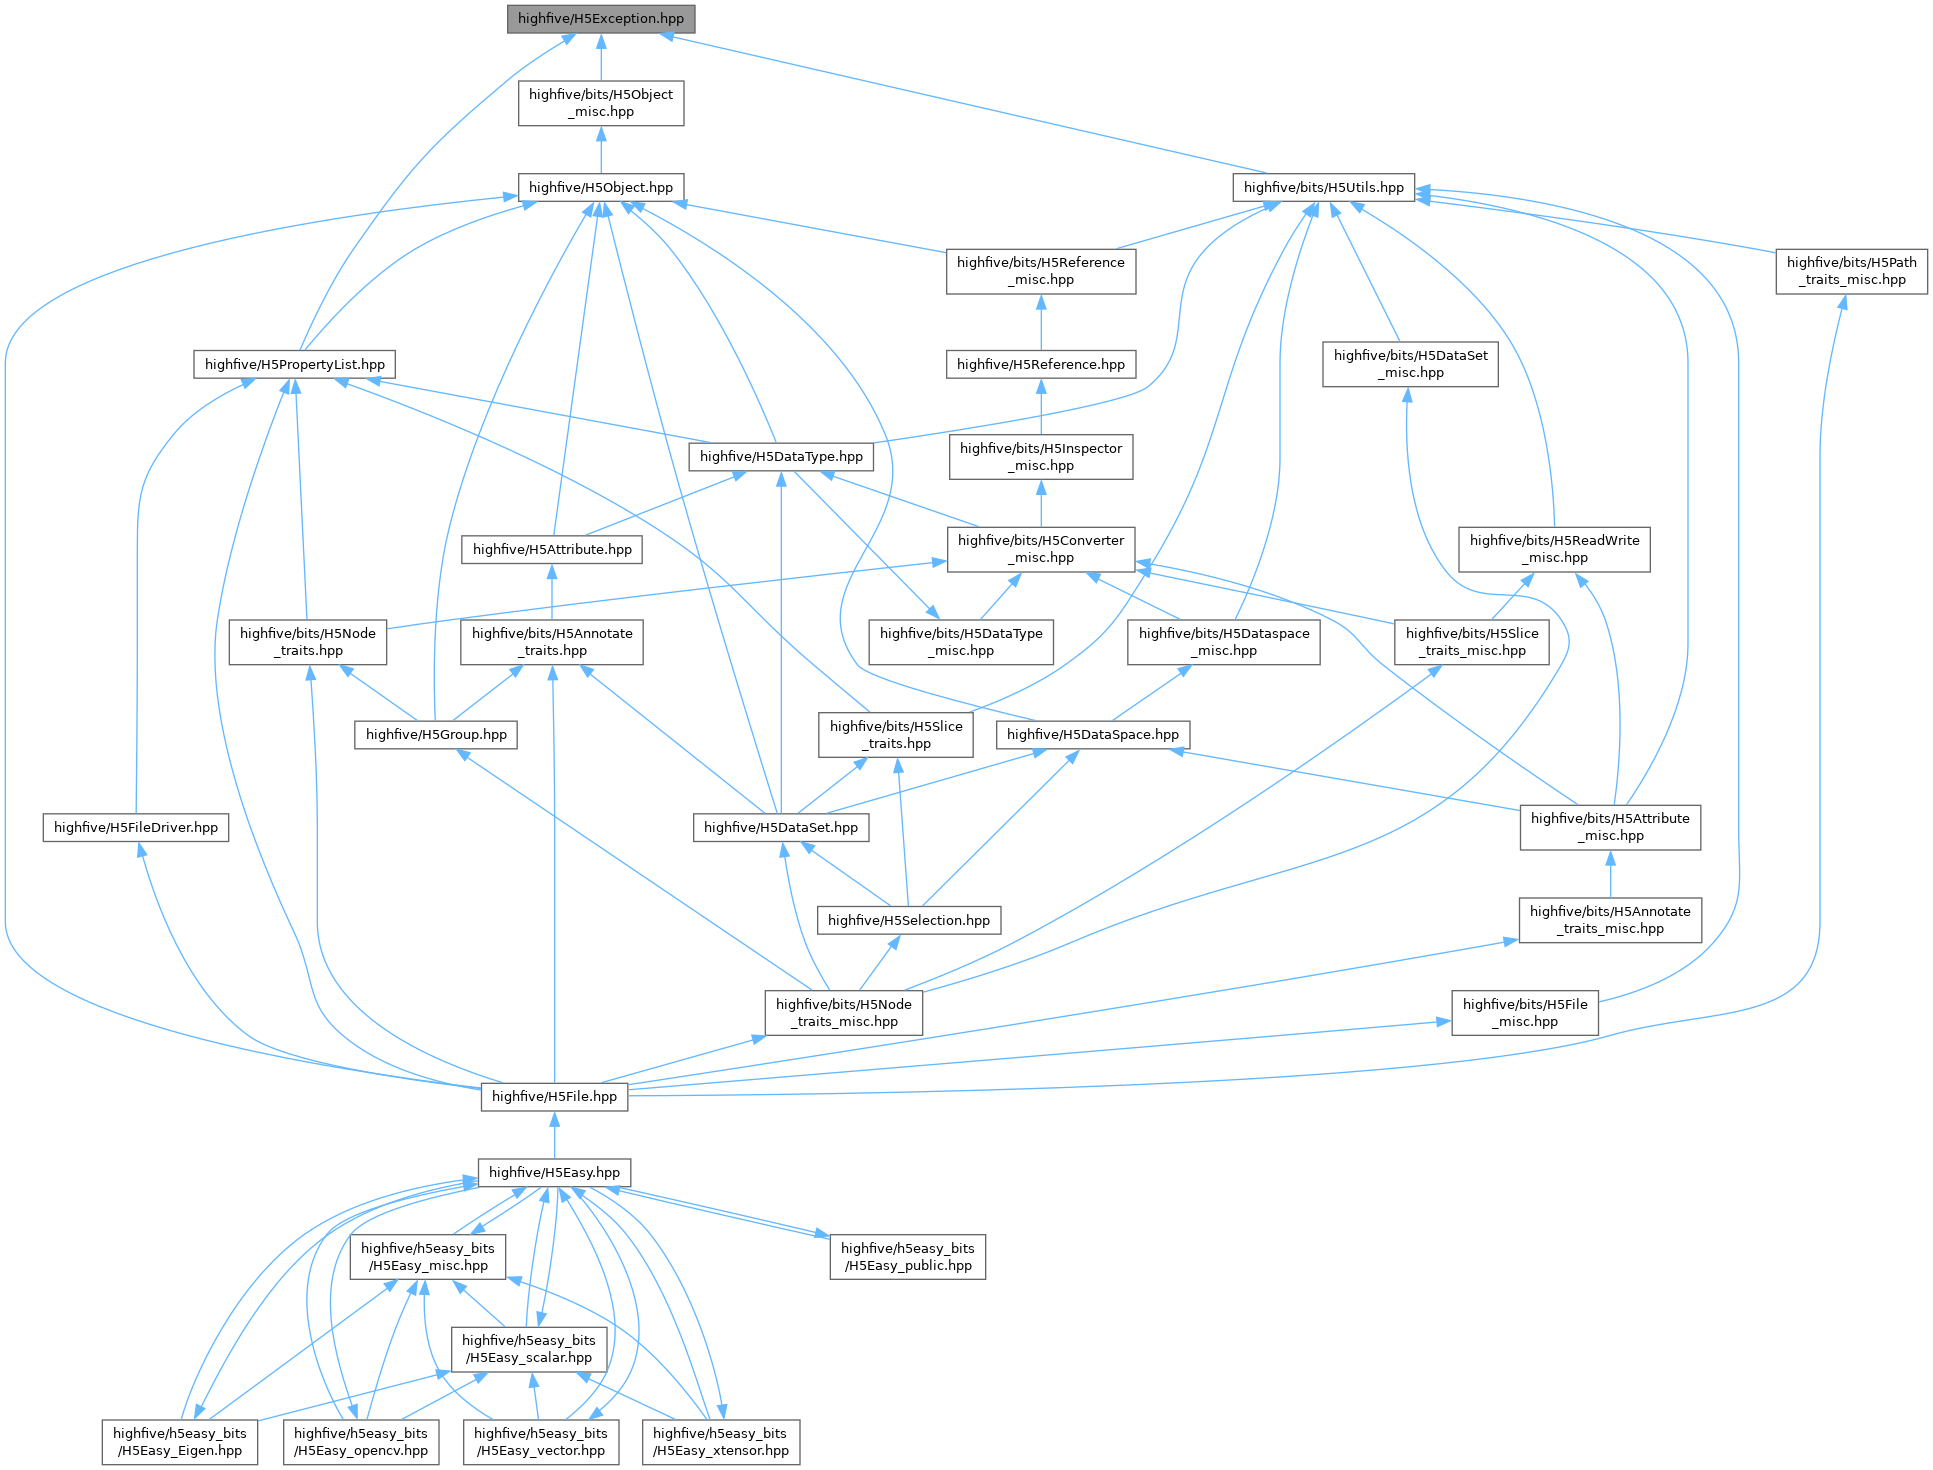 highfive/H5Exception.hpp
highfive/bits/H5Object
_misc.hpp
highfive/H5Object.hpp
highfive/bits/H5Utils.hpp
highfive/bits/H5Reference
_misc.hpp
highfive/bits/H5Path
_traits_misc.hpp
highfive/H5PropertyList.hpp
highfive/H5Reference.hpp
highfive/bits/H5DataSet
_misc.hpp
highfive/H5DataType.hpp
highfive/bits/H5Inspector
_misc.hpp
highfive/H5Attribute.hpp
highfive/bits/H5Converter
_misc.hpp
highfive/bits/H5ReadWrite
_misc.hpp
highfive/bits/H5Node
_traits.hpp
highfive/bits/H5Annotate
_traits.hpp
highfive/bits/H5DataType
_misc.hpp
highfive/bits/H5Dataspace
_misc.hpp
highfive/bits/H5Slice
_traits_misc.hpp
highfive/H5Group.hpp
highfive/bits/H5Slice
_traits.hpp
highfive/H5DataSpace.hpp
highfive/H5FileDriver.hpp
highfive/H5DataSet.hpp
highfive/bits/H5Attribute
_misc.hpp
highfive/H5Selection.hpp
highfive/bits/H5Annotate
_traits_misc.hpp
highfive/bits/H5Node
_traits_misc.hpp
highfive/bits/H5File
_misc.hpp
highfive/H5File.hpp
highfive/H5Easy.hpp
highfive/h5easy_bits
/H5Easy_misc.hpp
highfive/h5easy_bits
/H5Easy_public.hpp
highfive/h5easy_bits
/H5Easy_scalar.hpp
highfive/h5easy_bits
/H5Easy_Eigen.hpp
highfive/h5easy_bits
/H5Easy_opencv.hpp
highfive/h5easy_bits
/H5Easy_vector.hpp
highfive/h5easy_bits
/H5Easy_xtensor.hpp